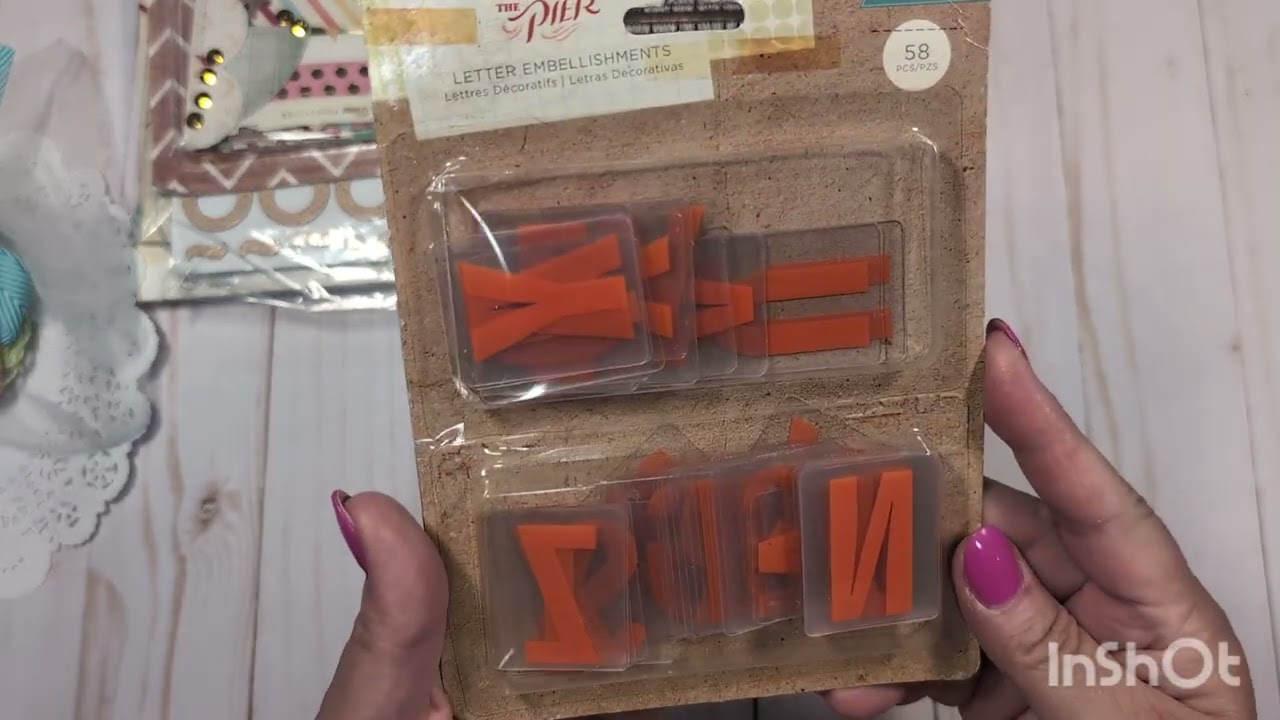 THE
PIER
LETTER EMBELLISHMENTS
Lettres Décoratifs | Letras Decorativas
58
PCS/PZS
X
Z
N
InShOt